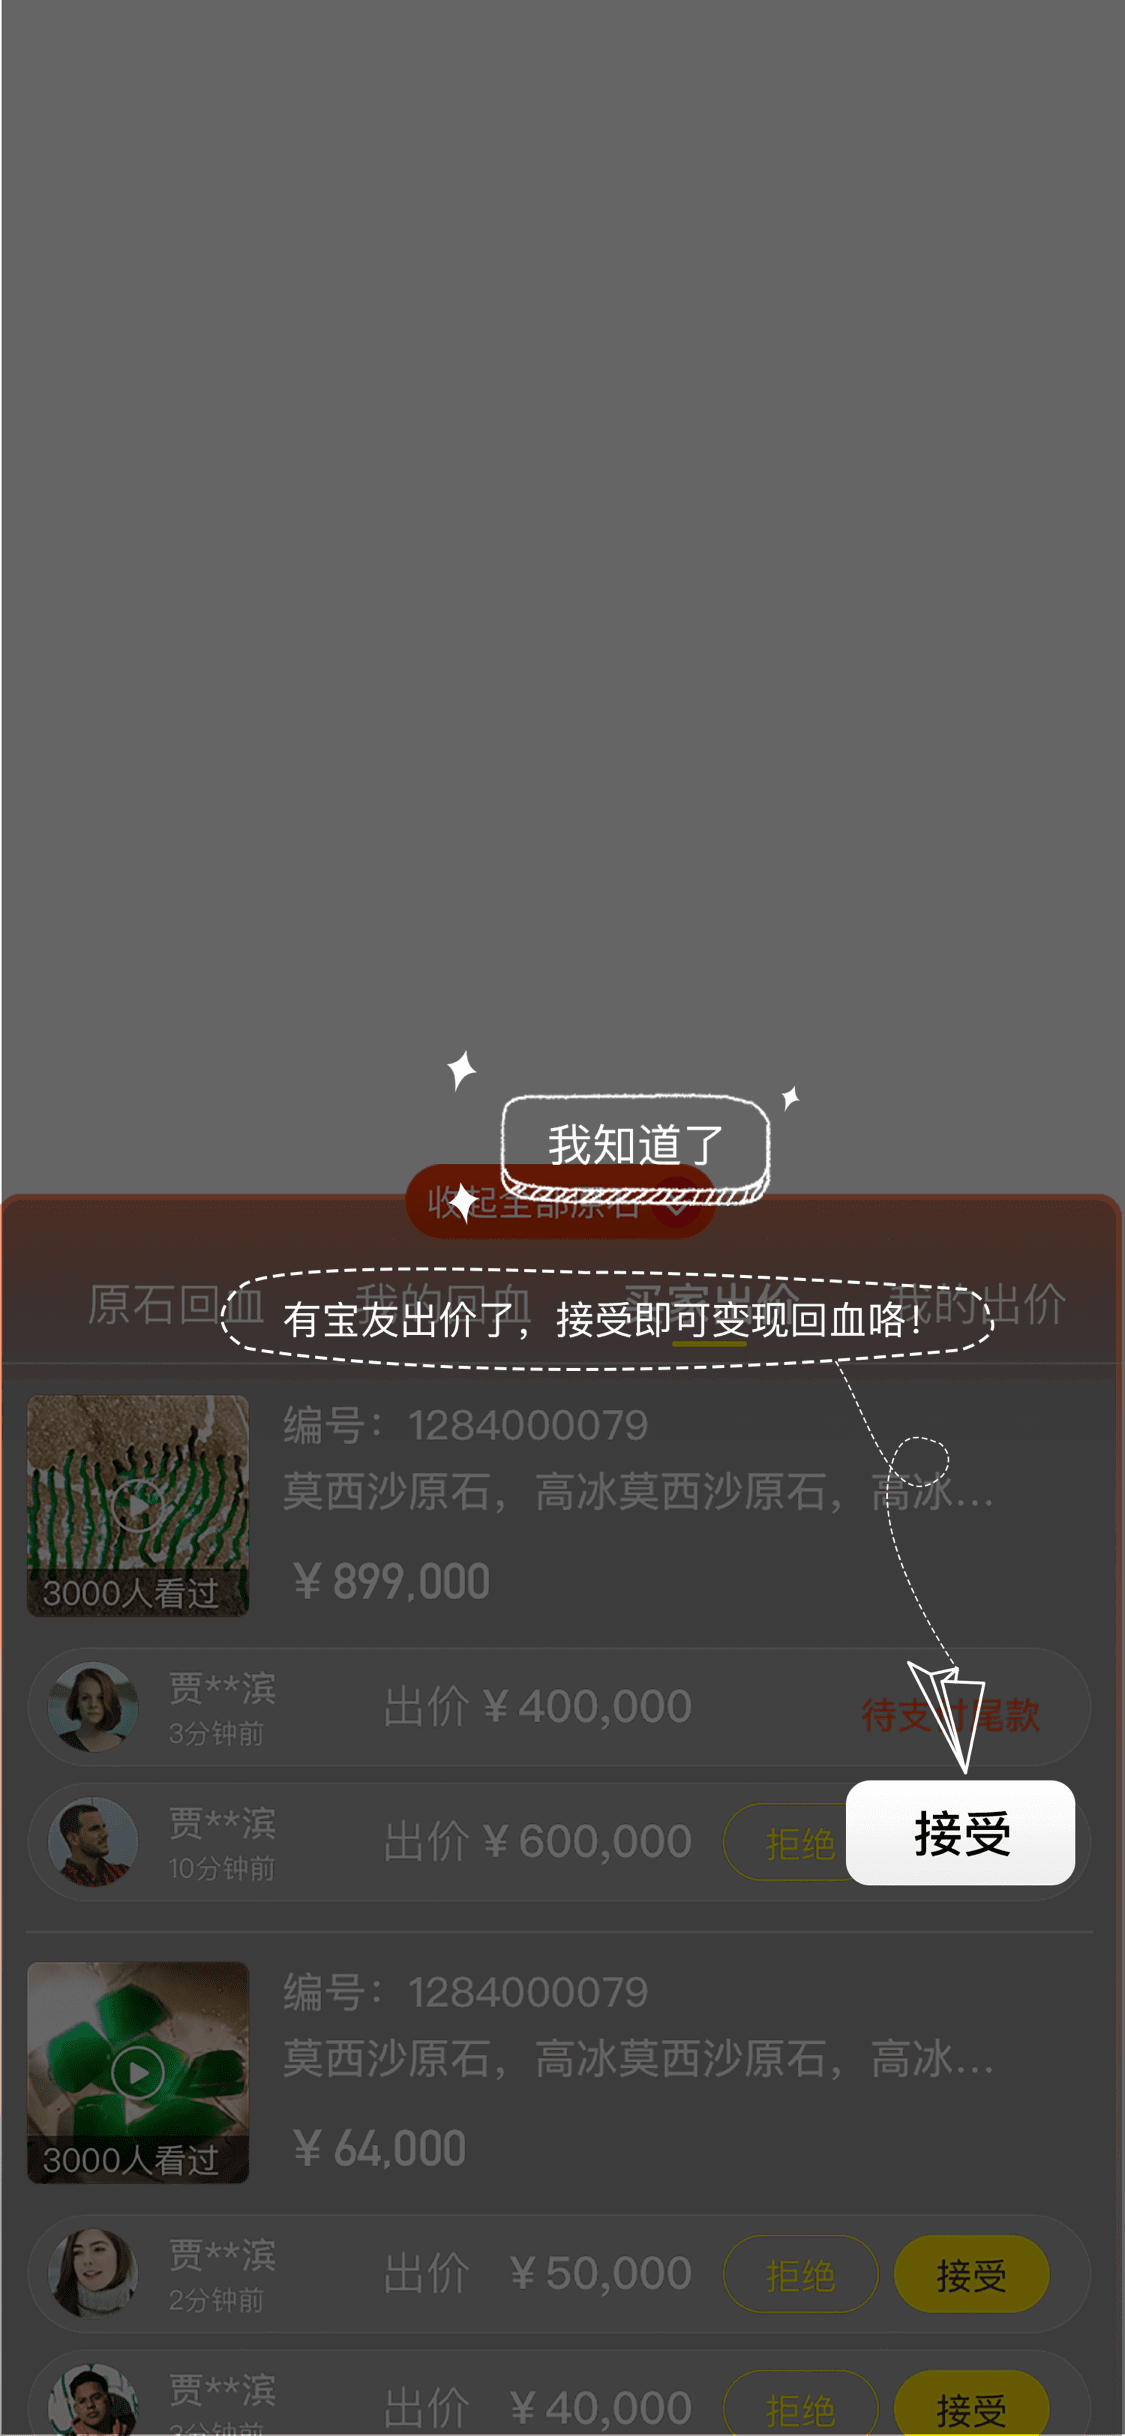 我知道了
收起全部原石
原石回血 我的回血 买家出价 我的出价
有宝友出价了，接受即可变现回血咯！
编号：1284000079
莫西沙原石，高冰莫西沙原石，高冰...
¥ 899,000
3000人看过
贾**滨
3分钟前
出价 ¥ 400,000
待支付尾款
贾**滨
10分钟前
出价 ¥ 600,000
拒绝
接受
编号：1284000079
莫西沙原石，高冰莫西沙原石，高冰...
¥ 64,000
3000人看过
贾**滨
2分钟前
出价 ¥ 50,000
拒绝
接受
贾**滨
出价 ¥ 40,000
拒绝
接受